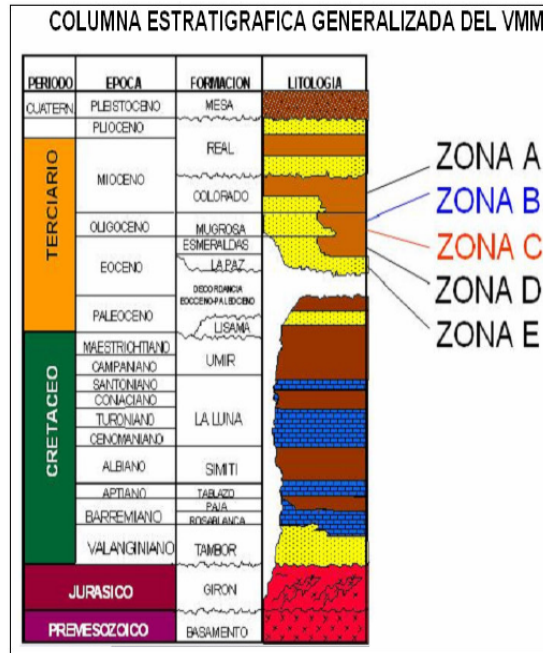 COLUMNA ESTRATIGRAFICA GENERALIZADA DEL VMM
PERIODO EPOCA FORMACION LITOLOGIA
CUATERN PLEISTOCENO MESA
PLIOCENO
REAL
MIOCENO
COLORADO
OLIGOCENO MUGROSA
ESMERALDAS
EOCENO LA PAZ
DISCORDANCIA
EOCCENO-PALEOCENO
PALEOCENO
LISAMA
TERCIARIO
MAESTRICHTIANO
UMIR
CAMPANIANO
SANTONIANO
CONIACIANO
TURONIANO LA LUNA
CENOMANIANO
ALBIANO SIMITI
APTIANO TABLAZO
PAJA
BARREMIANO
ROSABLANCA
VALANGINIANO TAMBOR
CRETACEO
JURASICO GIRON
PREMESOZOICO BASAMENTO
ZONA A
ZONA B
ZONA C
ZONA D
ZONA E